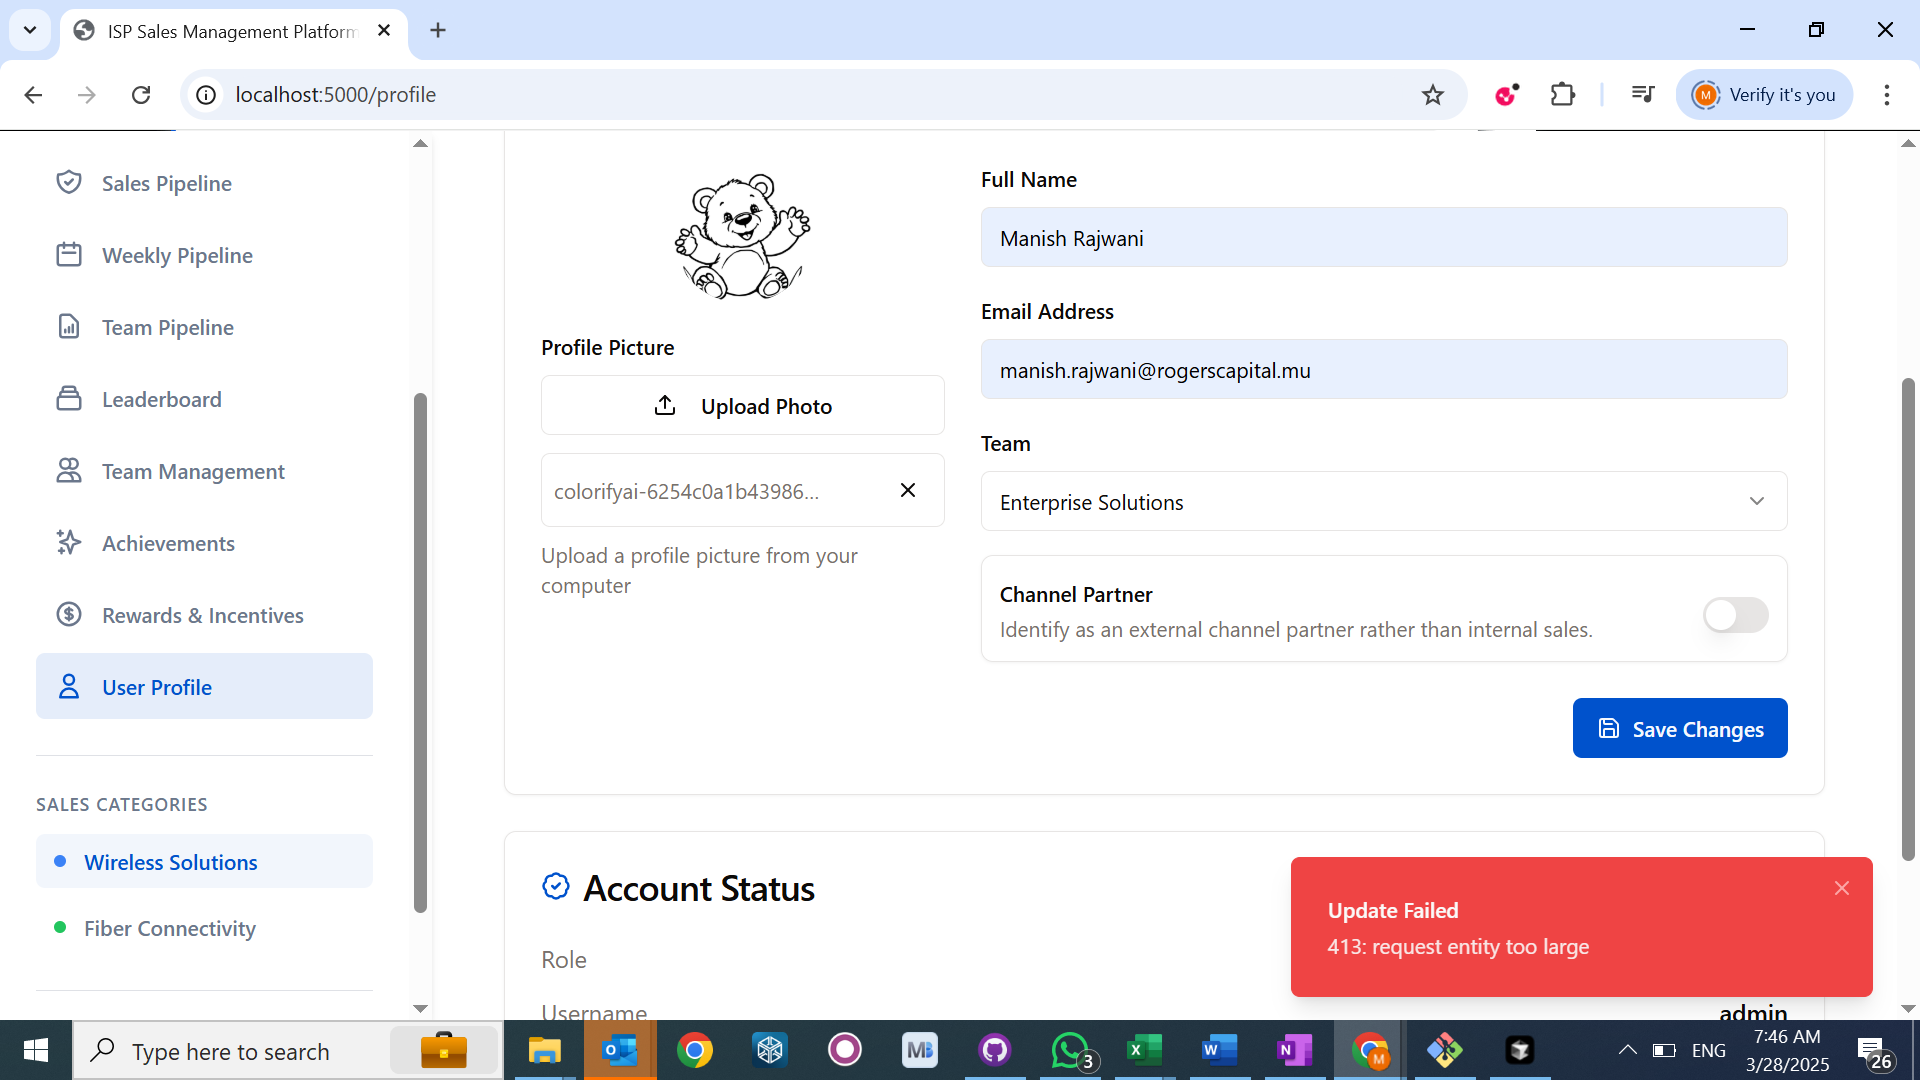 ISP Sales Management Platform
localhost:5000/profile
Verify it's you
M
Sales Pipeline
Weekly Pipeline
Team Pipeline
Leaderboard
Team Management
Achievements
Rewards & Incentives
User Profile
SALES CATEGORIES
Wireless Solutions
Fiber Connectivity
Profile Picture
Upload Photo
colorifyai-6254c0a1b43986...
Upload a profile picture from your
computer
Full Name
Manish Rajwani
Email Address
manish.rajwani@rogerscapital.mu
Team
Enterprise Solutions
Channel Partner
Identify as an external channel partner rather than internal sales.
Save Changes
Account Status
Role
Username
admin
Update Failed
413: request entity too large
Type here to search
MB
3
M
ENG
7:46 AM
3/28/2025
26